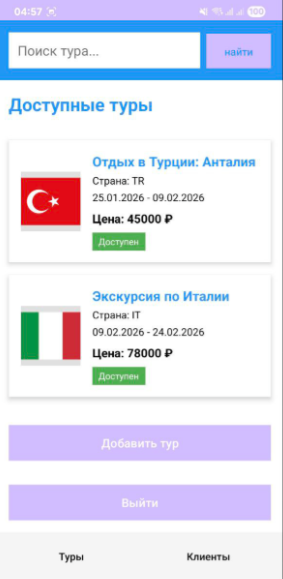 04:57
100
Поиск тура...
найти
Доступные туры
Отдых в Турции: Анталия
Страна: TR
25.01.2026 - 09.02.2026
Цена: 45000 ₽
Доступен
Экскурсия по Италии
Страна: IT
09.02.2026 - 24.02.2026
Цена: 78000 ₽
Доступен
Добавить тур
Выйти
Туры
Клиенты